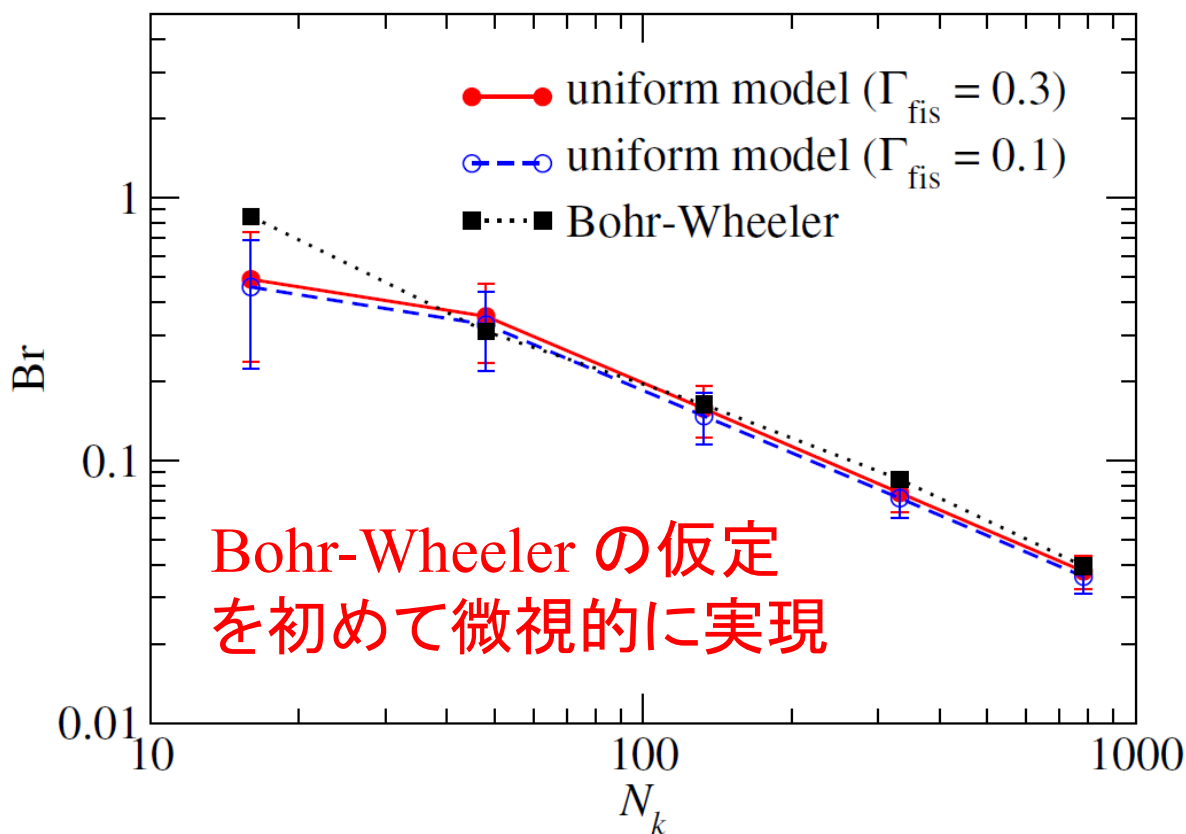 uniform model (Γfis = 0.3)
uniform model (Γfis = 0.1)
Bohr-Wheeler
1
0.1
0.01
Br
Bohr-Wheeler の仮定
を初めて微視的に実現
10 100 1000
Nk